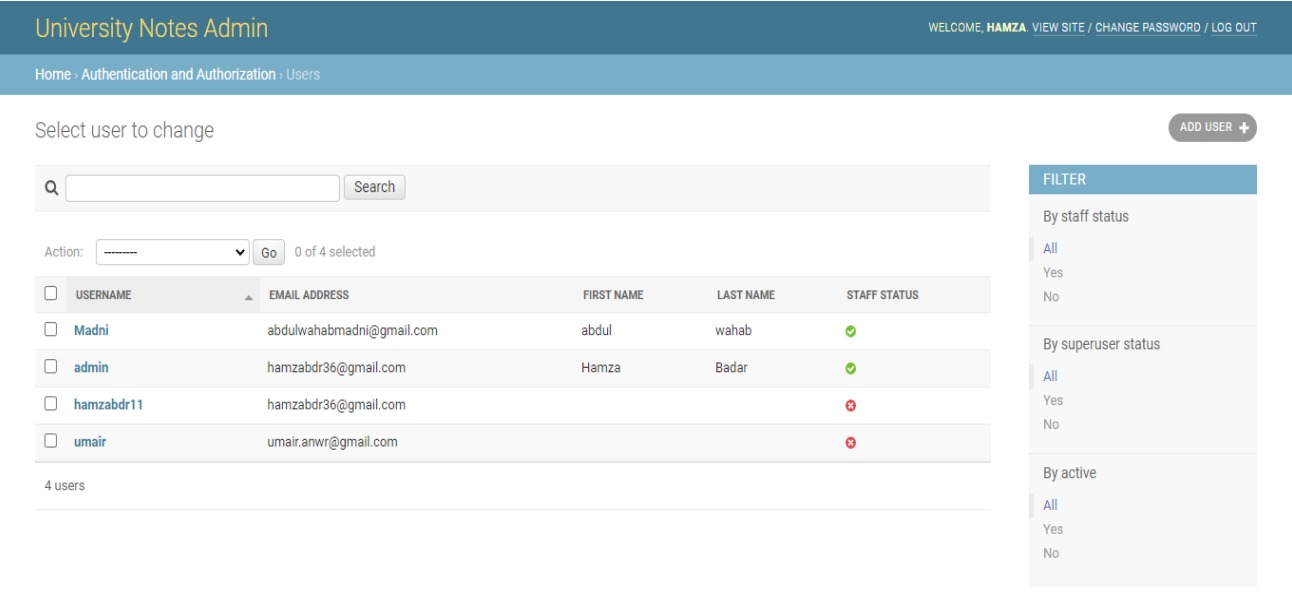 University Notes Admin
WELCOME, HAMZA. VIEW SITE / CHANGE PASSWORD / LOG OUT
Home › Authentication and Authorization › Users
Select user to change
ADD USER +
Search
Action: --------- Go 0 of 4 selected
USERNAME EMAIL ADDRESS FIRST NAME LAST NAME STAFF STATUS
Madni abdulwahabmadni@gmail.com abdul wahab
admin hamzabdr36@gmail.com Hamza Badar
hamzabdr11 hamzabdr36@gmail.com
umair umair.anwr@gmail.com
4 users
FILTER
By staff status
All
Yes
No
By superuser status
All
Yes
No
By active
All
Yes
No